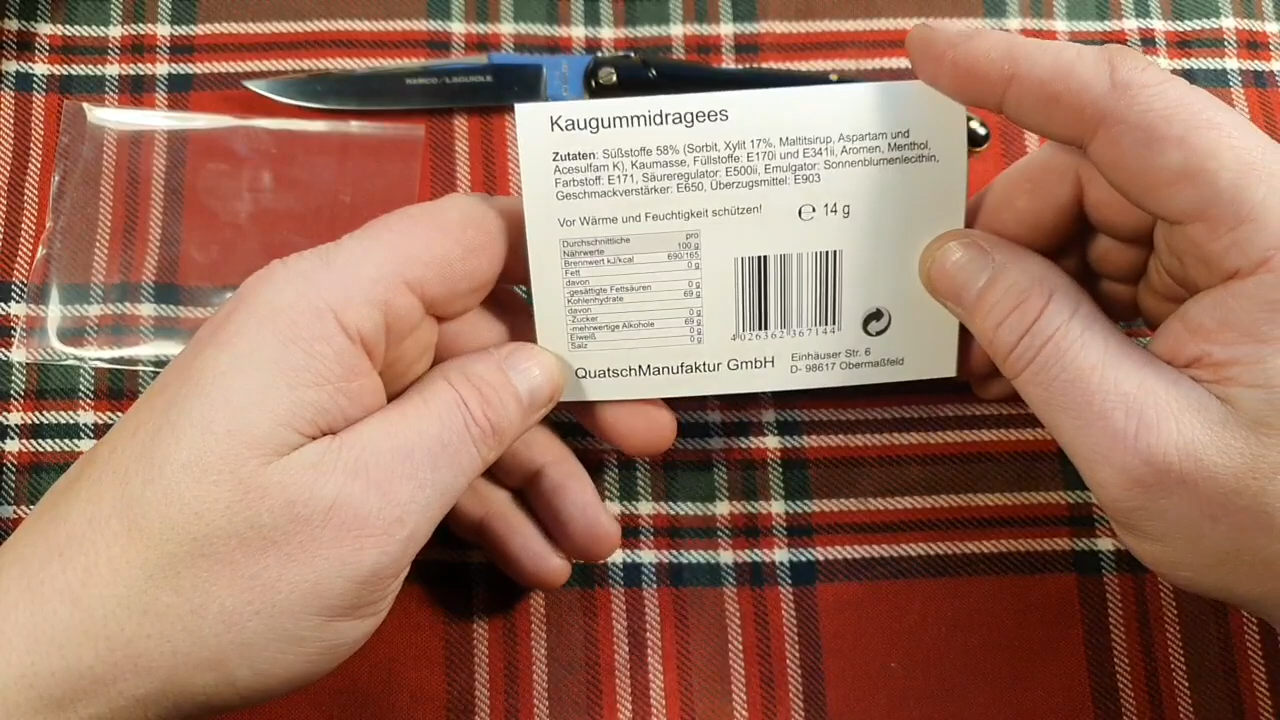 NAMCO/LAGUIOLE
Kaugummidragees
Zutaten: Süßstoffe 58% (Sorbit, Xylit 17%, Maltitsirup, Aspartam und
Acesulfam K), Kaumasse, Füllstoffe: E170i und E341ii, Aromen, Menthol,
Farbstoff: E171, Säureregulator: E500ii, Emulgator: Sonnenblumenlecithin,
Geschmackverstärker: E650, Überzugsmittel: E903
Vor Wärme und Feuchtigkeit schützen!
℮ 14 g
Durchschnittliche Nährwerte pro 100 g
Brennwert kJ/kcal 690/165
Fett 0 g
davon
-gesättigte Fettsäuren 0 g
Kohlenhydrate 69 g
davon
-Zucker 0 g
-mehrwertige Alkohole 69 g
Eiweiß 0 g
Salz 0 g
4 026362 367144
QuatschManufaktur GmbH
Einhäuser Str. 6
D- 98617 Obermaßfeld